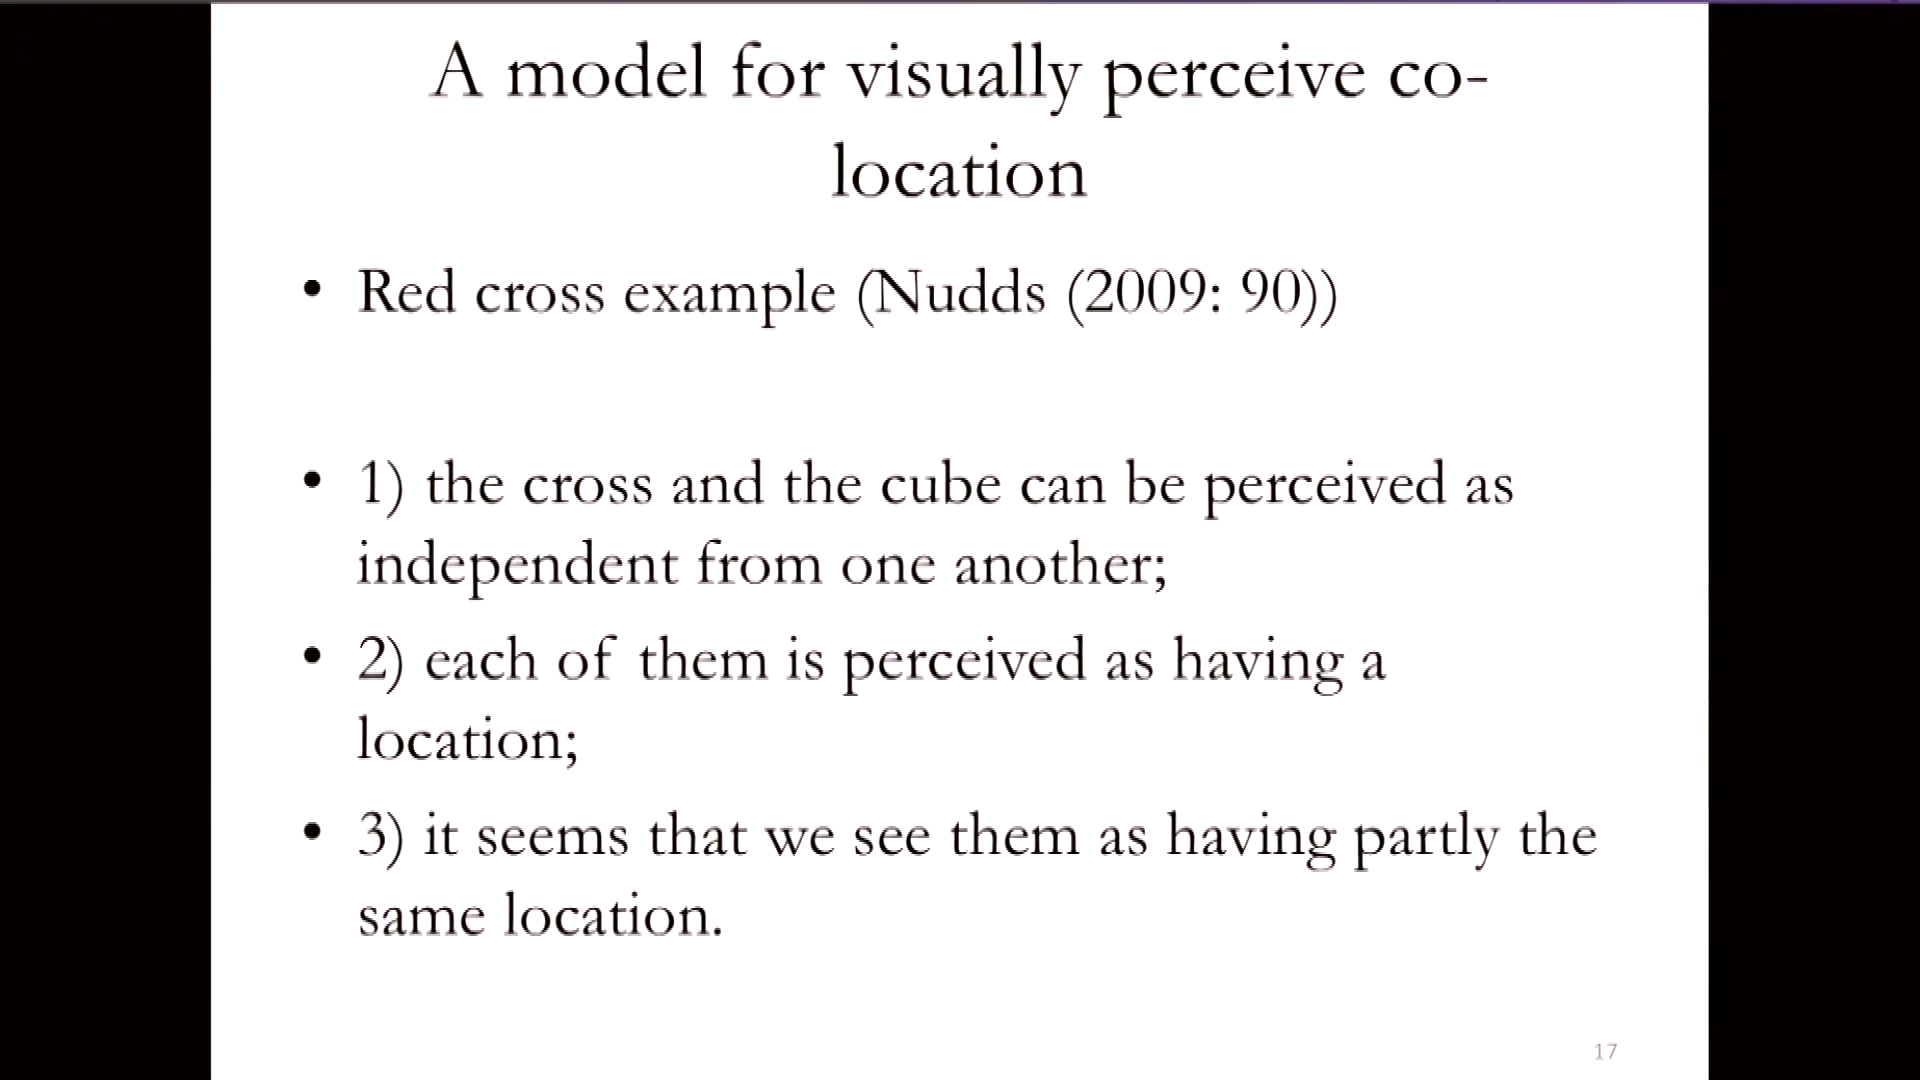 A model for visually perceive co-
location
• Red cross example (Nudds (2009: 90))
• 1) the cross and the cube can be perceived as
independent from one another;
• 2) each of them is perceived as having a
location;
• 3) it seems that we see them as having partly the
same location.
17